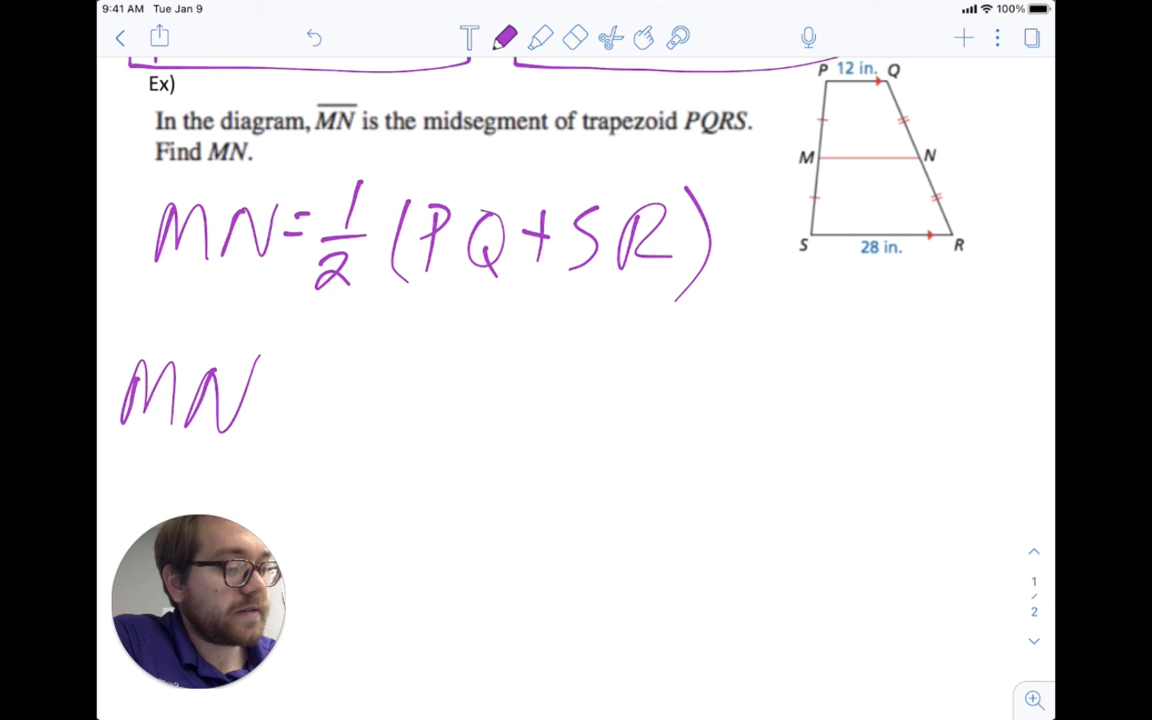 9:41 AM Tue Jan 9
100%
T
Ex)
In the diagram, MN is the midsegment of trapezoid PQRS.
Find MN.
P 12 in. Q
M N
S 28 in. R
MN = 1/2 (PQ + SR)
MN
1
/
2